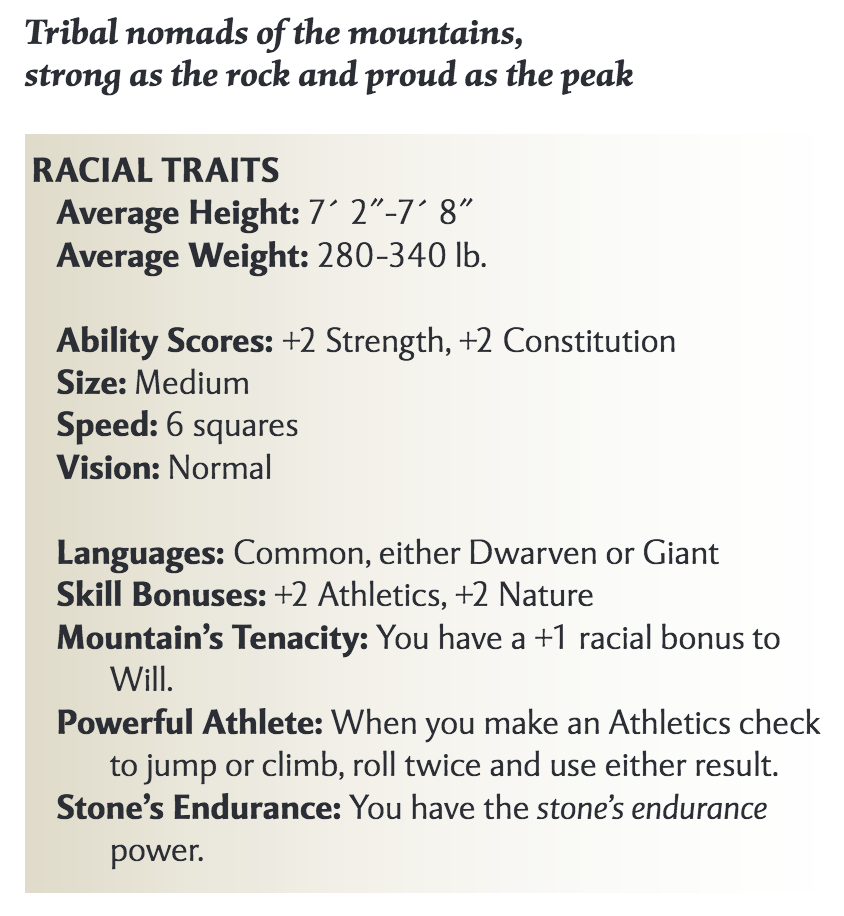 Tribal nomads of the mountains,
strong as the rock and proud as the peak
RACIAL TRAITS
Average Height: 7´ 2˝-7´ 8˝
Average Weight: 280-340 lb.
Ability Scores: +2 Strength, +2 Constitution
Size: Medium
Speed: 6 squares
Vision: Normal
Languages: Common, either Dwarven or Giant
Skill Bonuses: +2 Athletics, +2 Nature
Mountain’s Tenacity: You have a +1 racial bonus to
Will.
Powerful Athlete: When you make an Athletics check
to jump or climb, roll twice and use either result.
Stone’s Endurance: You have the stone’s endurance
power.